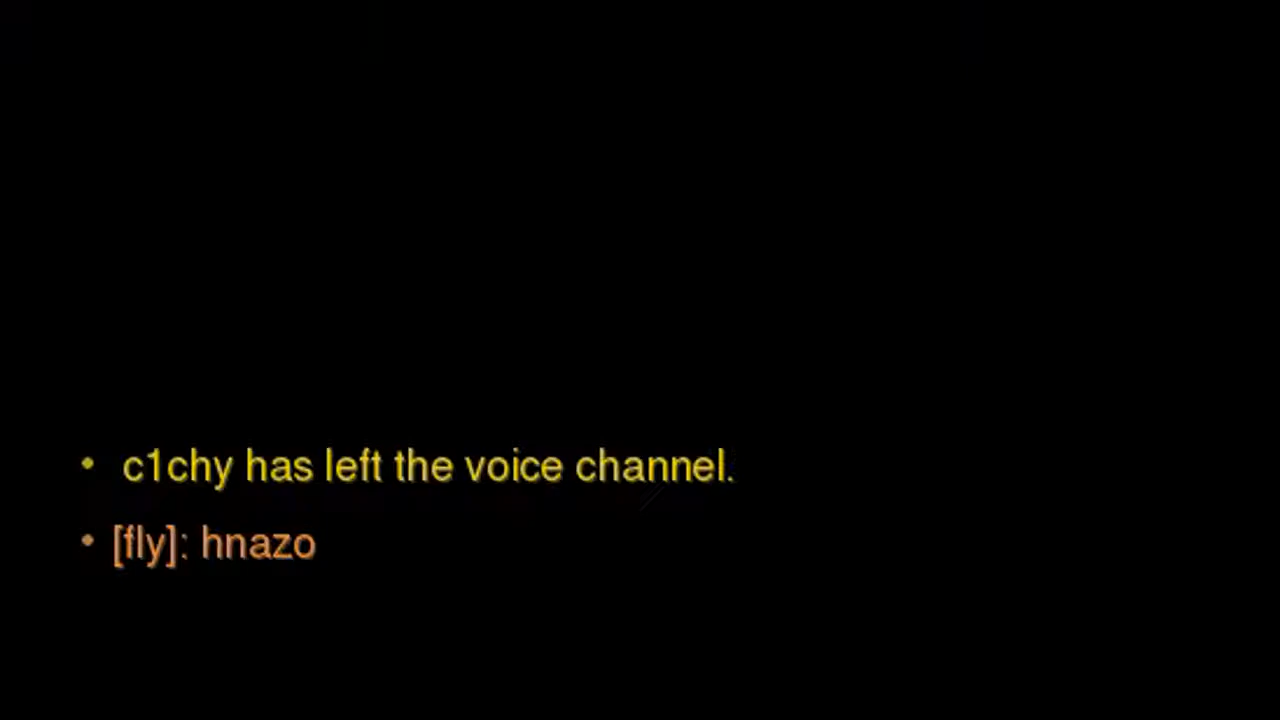 • c1chy has left the voice channel.
• [fly]: hnazo